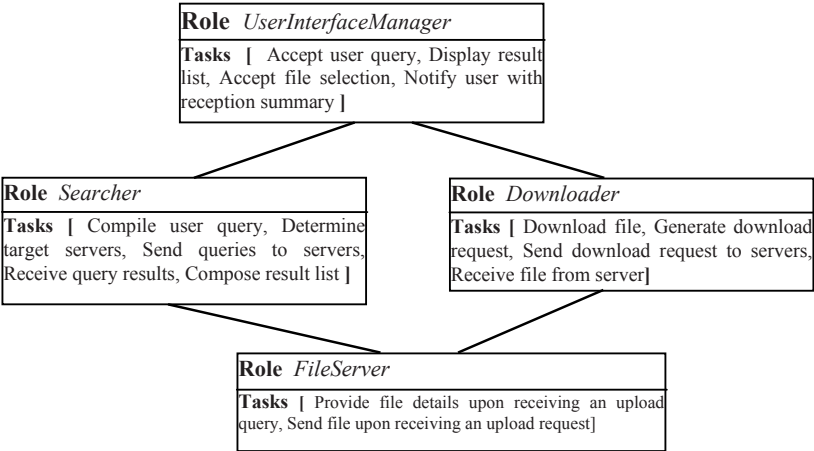 Role UserInterfaceManager
Tasks [ Accept user query, Display result
list, Accept file selection, Notify user with
reception summary ]
Role Searcher
Tasks [ Compile user query, Determine
target servers, Send queries to servers,
Receive query results, Compose result list ]
Role Downloader
Tasks [ Download file, Generate download
request, Send download request to servers,
Receive file from server]
Role FileServer
Tasks [ Provide file details upon receiving an upload
query, Send file upon receiving an upload request]